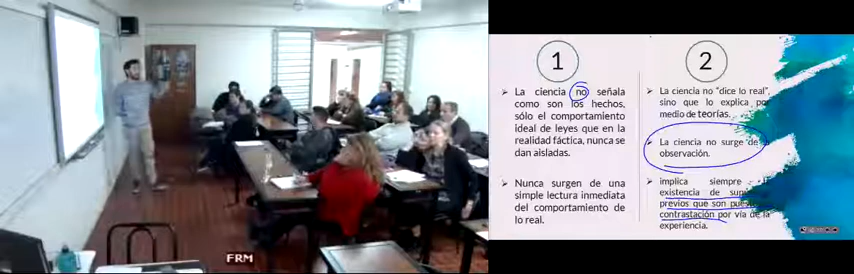 FRM
1
➤ La ciencia no señala
como son los hechos,
sólo el comportamiento
ideal de leyes que en la
realidad fáctica, nunca se
dan aisladas.
➤ Nunca surgen de una
simple lectura inmediata
del comportamiento de
lo real.
2
➤ La ciencia no "dice lo real",
sino que lo explica por
medio de teorías.
➤ La ciencia no surge de
observación.
➤ implica siempre
existencia de
previos que son
contrastación por vía de la
experiencia.